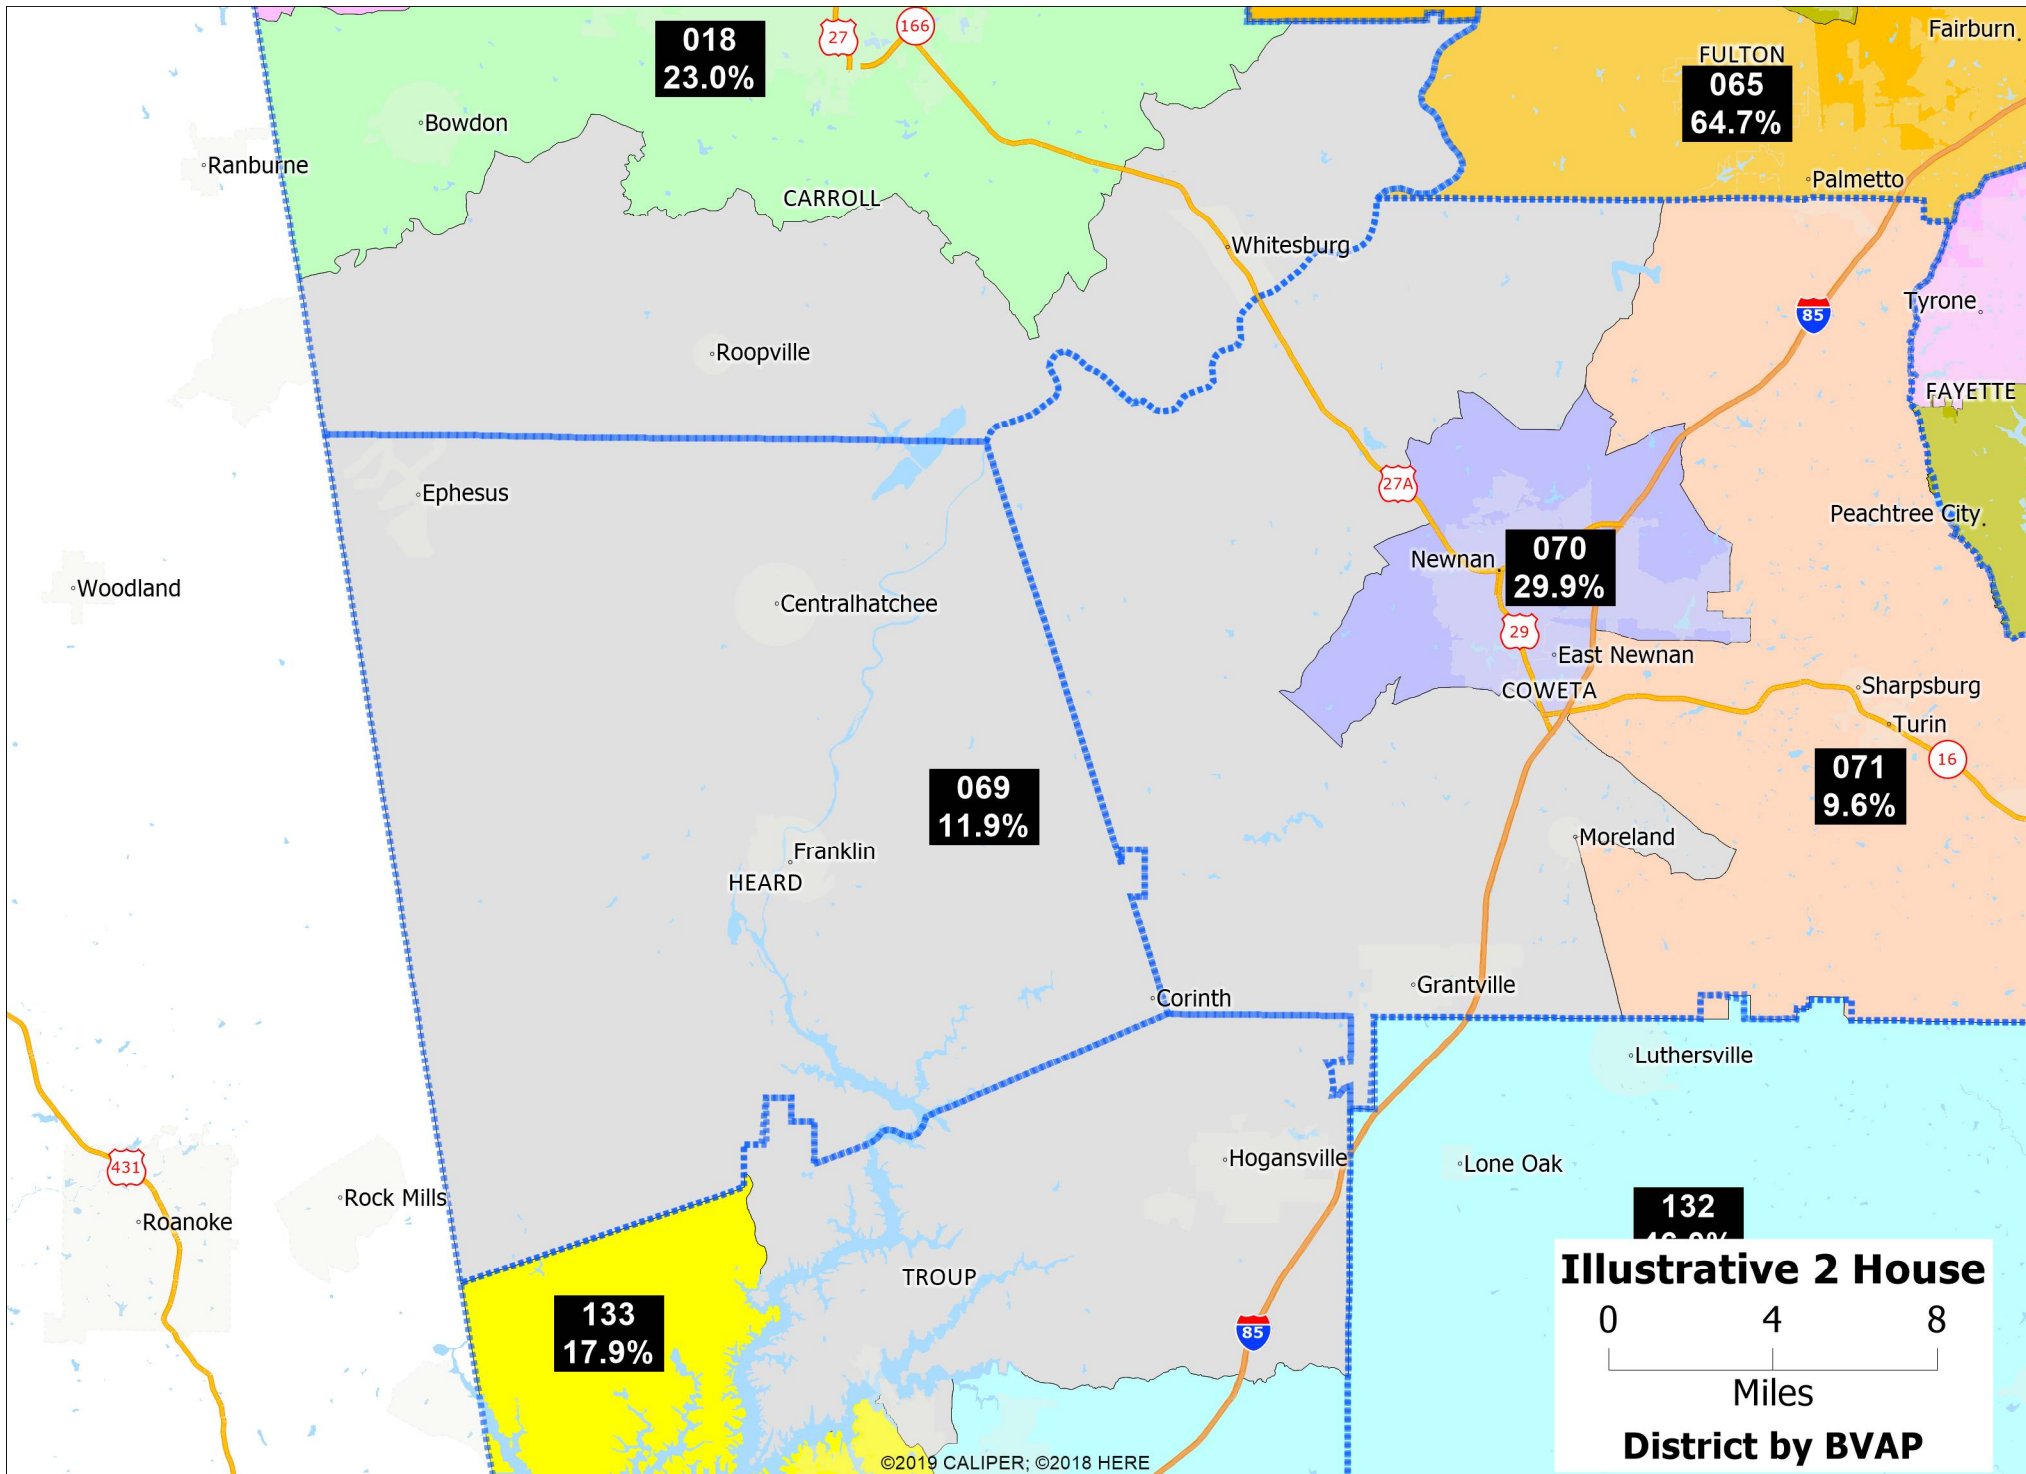 018
23.0%
27
166
Fairburn
FULTON
065
64.7%
Bowdon
Ranburne
CARROLL
Palmetto
Whitesburg
Tyrone
85
Roopville
FAYETTE
Ephesus
27A
Peachtree City
Newnan
070
29.9%
Woodland
Centralhatchee
29
East Newnan
COWETA
Sharpsburg
Turin
16
069
11.9%
071
9.6%
Moreland
Franklin
HEARD
Grantville
Corinth
Luthersville
Hogansville
Lone Oak
431
Rock Mills
Roanoke
132
TROUP
133
17.9%
85
Illustrative 2 House
0 4 8
Miles
District by BVAP
©2019 CALIPER; ©2018 HERE